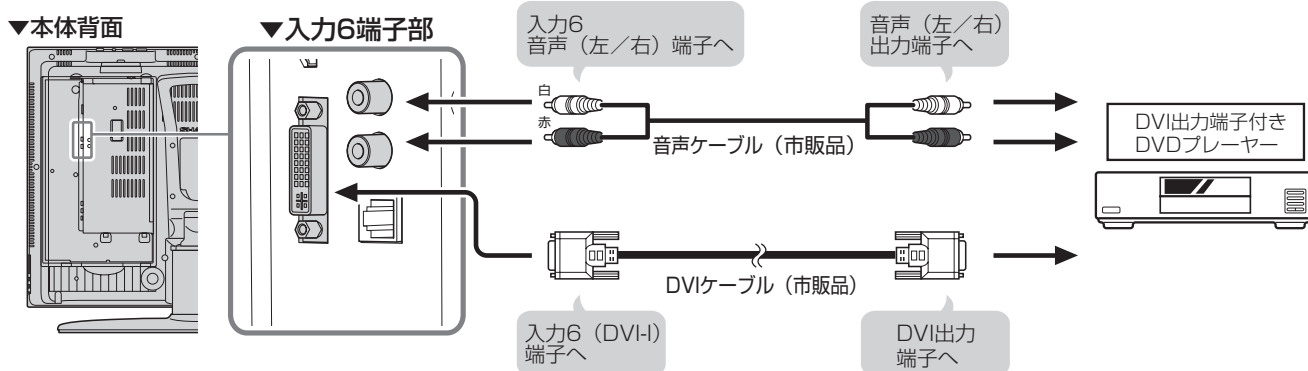 ▼本体背面
▼入力6端子部
入力6
音声（左／右）端子へ
音声（左／右）
出力端子へ
白
赤
音声ケーブル（市販品）
DVI出力端子付き
DVDプレーヤー
DVIケーブル（市販品）
入力6（DVI-I）
端子へ
DVI出力
端子へ